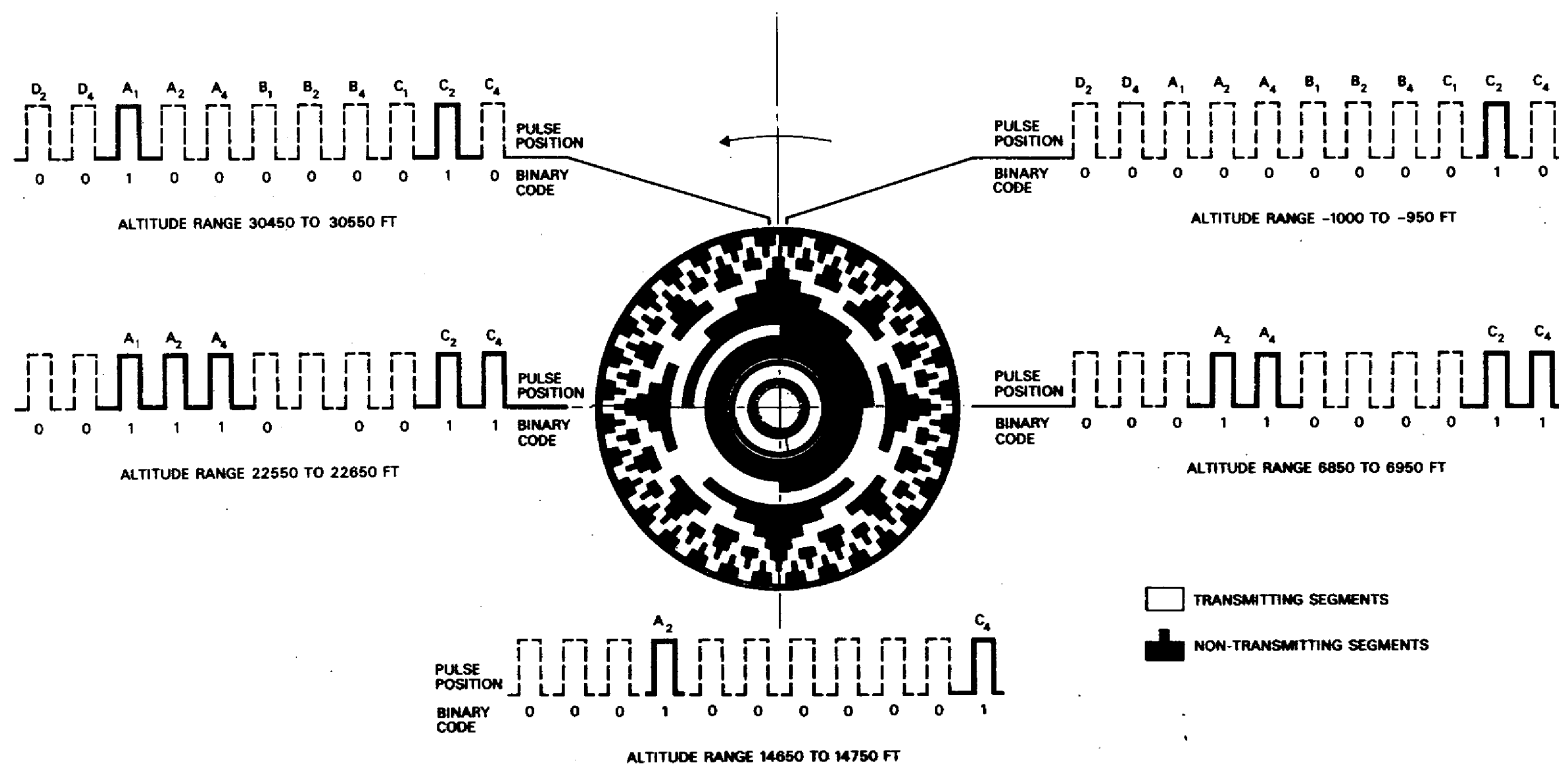 D2 D4 A1 A2 A4 B1 B2 B4 C1 C2 C4
PULSE
POSITION
0 0 1 0 0 0 0 0 0 1 0
BINARY
CODE
ALTITUDE RANGE 30450 TO 30550 FT
D2 D4 A1 A2 A4 B1 B2 B4 C1 C2 C4
PULSE
POSITION
BINARY
CODE
0 0 0 0 0 0 0 0 0 1 0
ALTITUDE RANGE -1000 TO -950 FT
A1 A2 A4 C2 C4
PULSE
POSITION
0 0 1 1 1 0 0 0 1 1
BINARY
CODE
ALTITUDE RANGE 22550 TO 22650 FT
A2 A4 C2 C4
PULSE
POSITION
BINARY
CODE
0 0 0 1 1 0 0 0 0 1 1
ALTITUDE RANGE 6850 TO 6950 FT
TRANSMITTING SEGMENTS
NON-TRANSMITTING SEGMENTS
A2 C4
PULSE
POSITION
BINARY
CODE
0 0 0 1 0 0 0 0 0 0 1
ALTITUDE RANGE 14650 TO 14750 FT